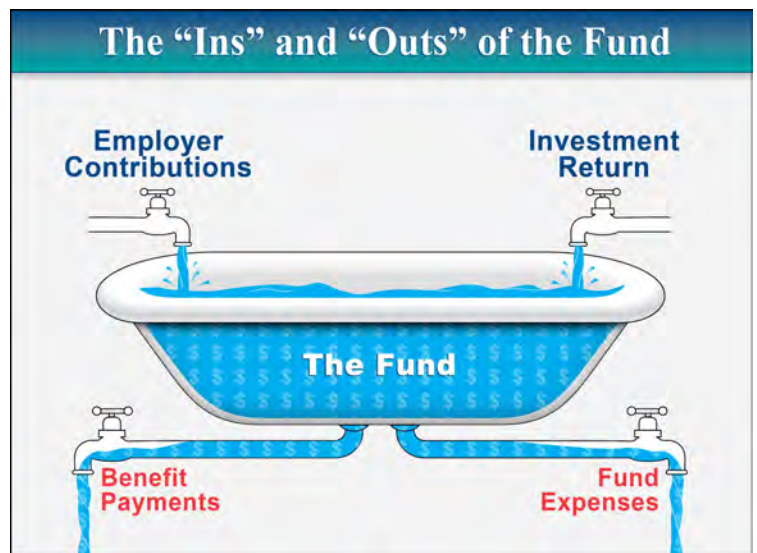 The “Ins” and “Outs” of the Fund
Employer
Contributions
Investment
Return
The Fund
Benefit
Payments
Fund
Expenses